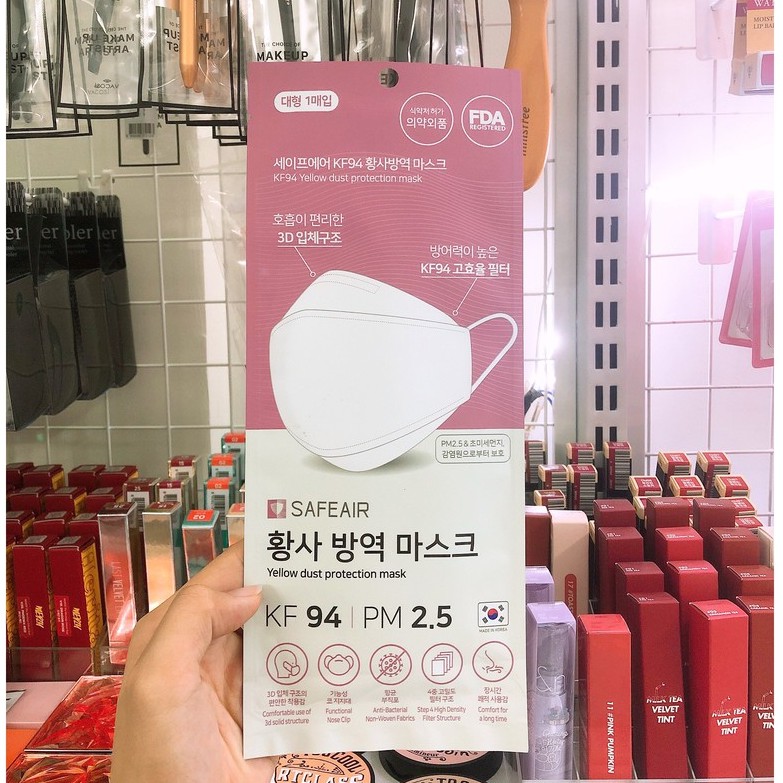 THE CHOICE OF
MAKEUP
대형 1매입
식약처 허가
의약외품
FDA
REGISTERED
innisfree
세이프에어 KF94 황사방역 마스크
KF94 Yellow dust protection mask
호흡이 편리한
3D 입체구조
방어력이 높은
KF94 고효율 필터
PM2.5 & 초미세먼지,
감염원으로부터 보호
SAFEAIR
황사 방역 마스크
Yellow dust protection mask
KF 94 | PM 2.5
MADE IN KOREA
3D 입체 구조의
편안한 착용감
Comfortable use of
3d solid structure
기능성
코 지지대
Functional
Nose Clip
항균
부직포
Anti-Bacterial
Non-Woven Fabrics
4중 고밀도
필터 구조
Step 4 High Density
Filter Structure
장시간
쾌적 사용감
Comfort for
a long time
11 #PINK PUMPKIN
MILK TEA
VELVET
TINT
MILK TEA
VELVET
TINT